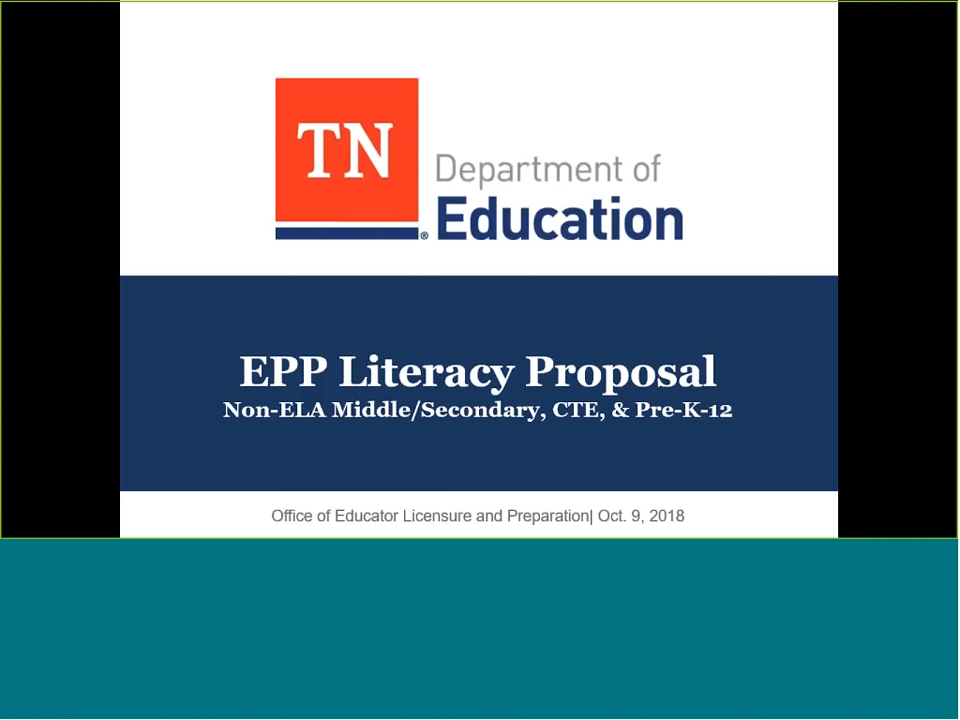 TN
Department of
Education
®
EPP Literacy Proposal
Non-ELA Middle/Secondary, CTE, & Pre-K-12
Office of Educator Licensure and Preparation| Oct. 9, 2018